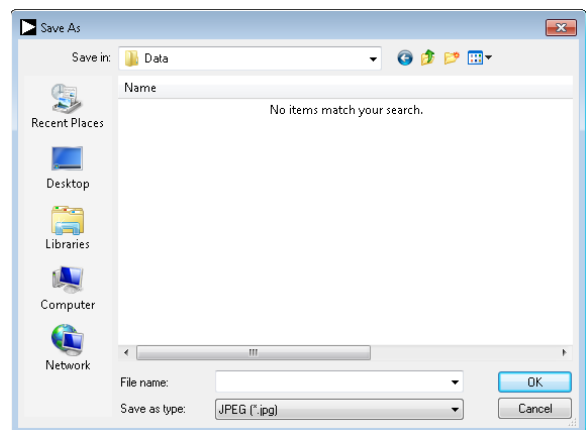 Save As
Save in:
Data
Name
No items match your search.
Recent Places
Desktop
Libraries
Computer
Network
File name:
OK
Save as type:
JPEG (*.jpg)
Cancel